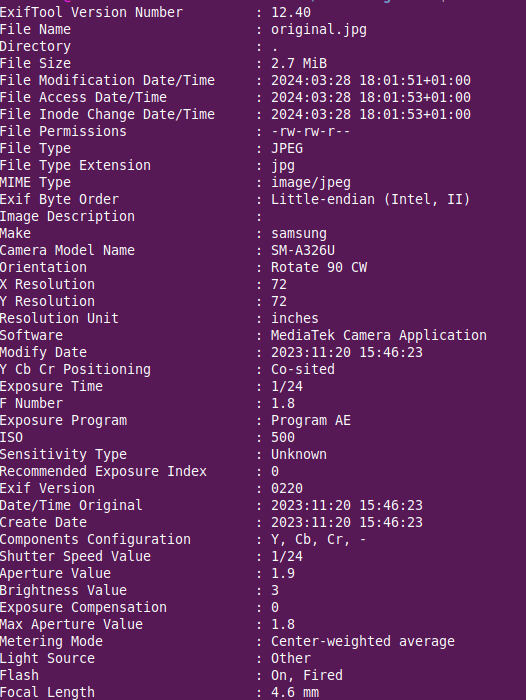 ExifTool Version Number : 12.40
File Name : original.jpg
Directory : .
File Size : 2.7 MiB
File Modification Date/Time : 2024:03:28 18:01:51+01:00
File Access Date/Time : 2024:03:28 18:01:53+01:00
File Inode Change Date/Time : 2024:03:28 18:01:53+01:00
File Permissions : -rw-rw-r--
File Type : JPEG
File Type Extension : jpg
MIME Type : image/jpeg
Exif Byte Order : Little-endian (Intel, II)
Image Description :
Make : samsung
Camera Model Name : SM-A326U
Orientation : Rotate 90 CW
X Resolution : 72
Y Resolution : 72
Resolution Unit : inches
Software : MediaTek Camera Application
Modify Date : 2023:11:20 15:46:23
Y Cb Cr Positioning : Co-sited
Exposure Time : 1/24
F Number : 1.8
Exposure Program : Program AE
ISO : 500
Sensitivity Type : Unknown
Recommended Exposure Index : 0
Exif Version : 0220
Date/Time Original : 2023:11:20 15:46:23
Create Date : 2023:11:20 15:46:23
Components Configuration : Y, Cb, Cr, -
Shutter Speed Value : 1/24
Aperture Value : 1.9
Brightness Value : 3
Exposure Compensation : 0
Max Aperture Value : 1.8
Metering Mode : Center-weighted average
Light Source : Other
Flash : On, Fired
Focal Length : 4.6 mm